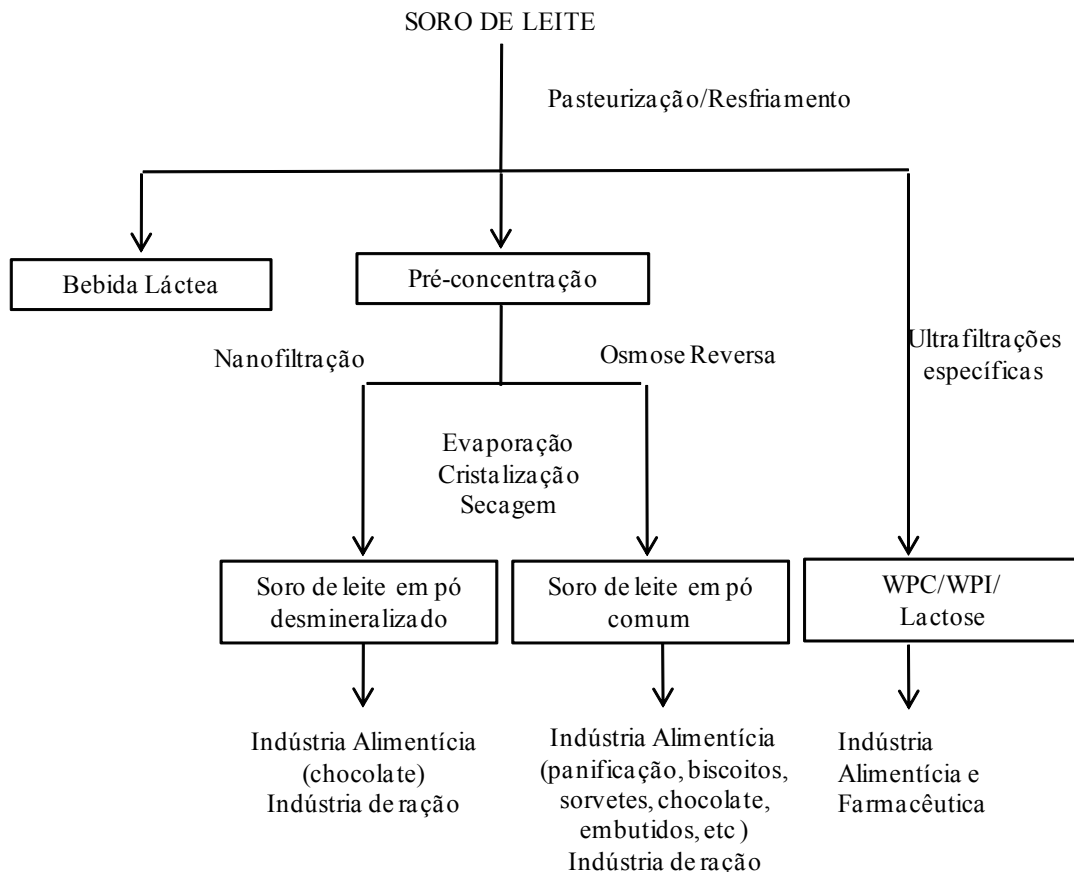 SORO DE LEITE
Pasteurização/Resfriamento
Bebida Láctea
Pré-concentração
Nanofiltração
Osmose Reversa
Ultrafiltrações
específicas
Evaporação
Cristalização
Secagem
Soro de leite em pó
desmineralizado
Soro de leite em pó
comum
WPC/WPI/
Lactose
Indústria Alimentícia
(chocolate)
Indústria de ração
Indústria Alimentícia
(panificação, biscoitos,
sorvetes, chocolate,
embutidos, etc)
Indústria de ração
Indústria
Alimentícia e
Farmacêutica